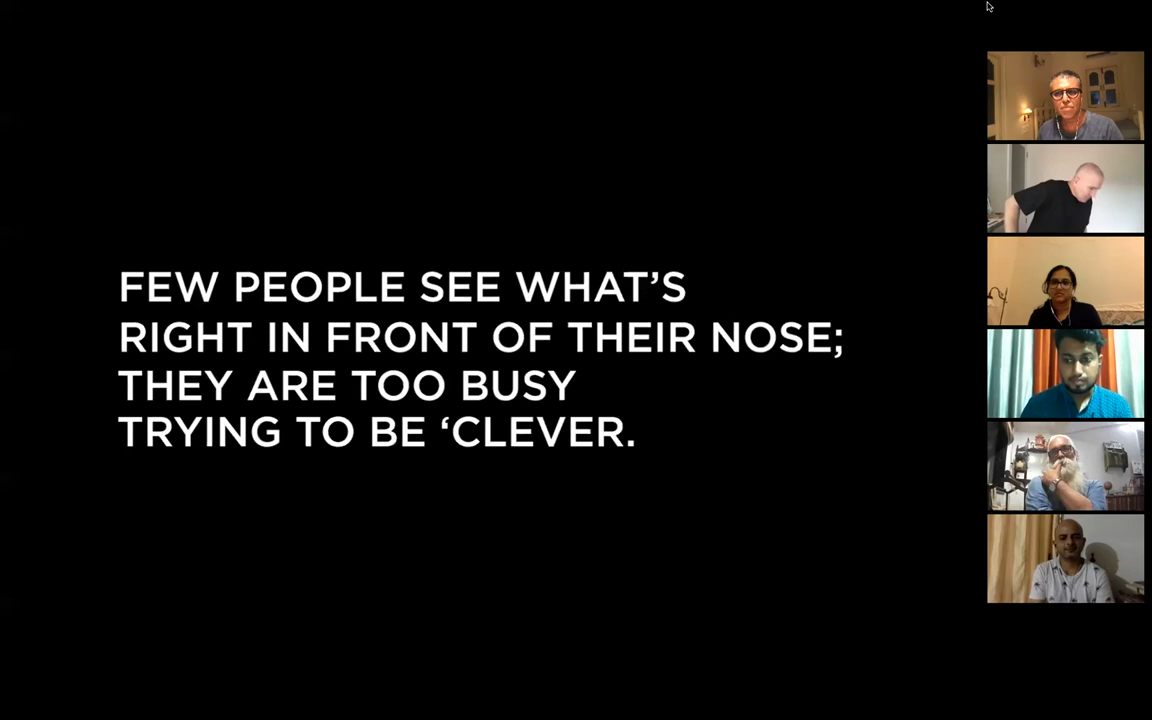 FEW PEOPLE SEE WHAT’S
RIGHT IN FRONT OF THEIR NOSE;
THEY ARE TOO BUSY
TRYING TO BE ‘CLEVER.